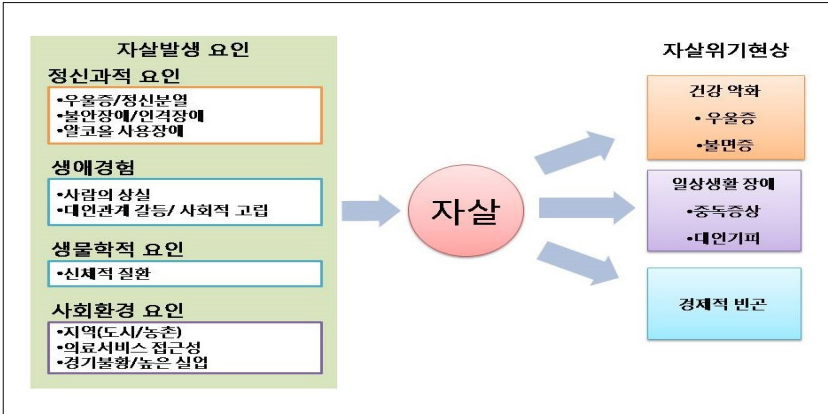 자살발생 요인
정신과적 요인
•우울증/정신분열
•불안장애/인격장애
•알코올 사용장애
생애경험
•사람의 상실
•대인관계 갈등/ 사회적 고립
생물학적 요인
•신체적 질환
사회환경 요인
•지역(도시/농촌)
•의료서비스 접근성
•경기불황/높은 실업
자살
자살위기현상
건강 악화
• 우울증
•불면증
일상생활 장애
•중독증상
•대인기피
경제적 빈곤